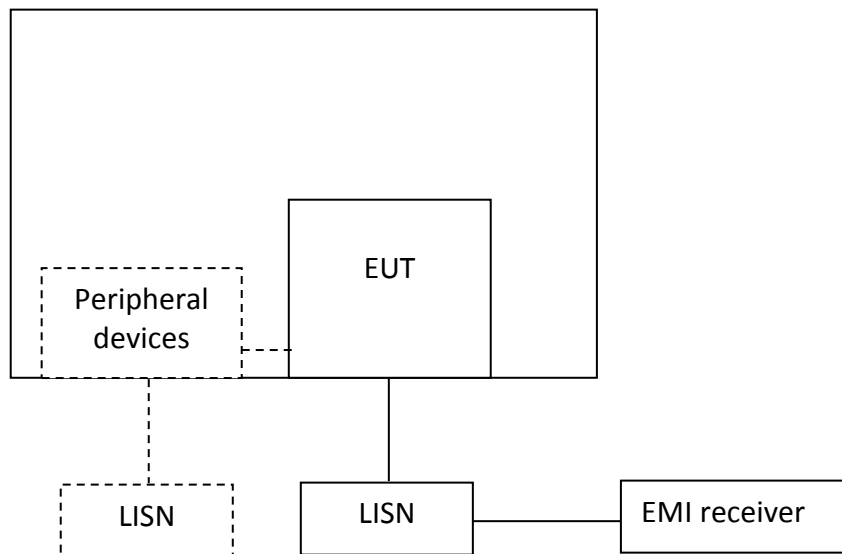 EUT
Peripheral
devices
LISN
LISN
EMI receiver